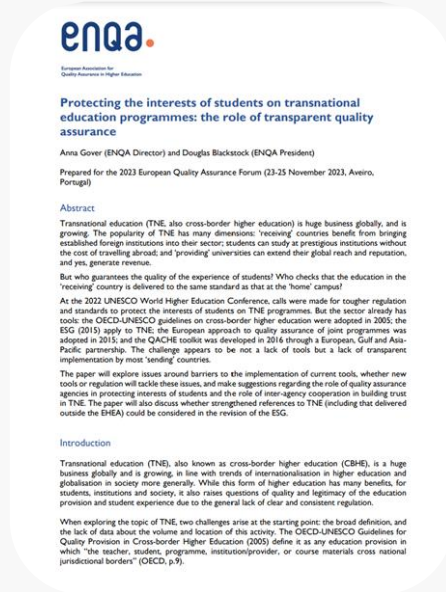 enqa.
European Association for
Quality Assurance in Higher Education
Protecting the interests of students on transnational
education programmes: the role of transparent quality
assurance
Anna Gover (ENQA Director) and Douglas Blackstock (ENQA President)
Prepared for the 2023 European Quality Assurance Forum (23-25 November 2023, Aveiro,
Portugal)
Abstract
Transnational education (TNE, also cross-border higher education) is huge business globally, and is
growing. The popularity of TNE has many dimensions: 'receiving' countries benefit from bringing
established foreign institutions into their sector; students can study at prestigious institutions without
the cost of travelling abroad; and 'providing' universities can extend their global reach and reputation,
and yes, generate revenue.
But who guarantees the quality of the experience of students? Who checks that the education in the
'receiving' country is delivered to the same standard as that at the 'home' campus?
At the 2022 UNESCO World Higher Education Conference, calls were made for tougher regulation
and standards to protect the interests of students on TNE programmes. But the sector already has
tools: the OECD-UNESCO guidelines on cross-border higher education were adopted in 2005; the
ESG (2015) apply to TNE; the European approach to quality assurance of joint programmes was
adopted in 2015; and the QACHE toolkit was developed in 2016 through a European, Gulf and Asia-
Pacific partnership. The challenge appears to be not a lack of tools but a lack of transparent
implementation by most 'sending' countries.
The paper will explore issues around barriers to the implementation of current tools, whether new
tools or regulation will tackle these issues, and make suggestions regarding the role of quality assurance
agencies in protecting interests of students and the role of inter-agency cooperation in building trust
in TNE. The paper will also discuss whether strengthened references to TNE (including that delivered
outside the EHEA) could be considered in the revision of the ESG.
Introduction
Transnational education (TNE), also known as cross-border higher education (CBHE), is a huge
business globally and is growing, in line with trends of internationalisation in higher education and
globalisation in society more generally. While this form of higher education has many benefits, for
students, institutions and society, it also raises questions of quality and legitimacy of the education
provision and student experience due to the general lack of clear and consistent regulation.
When exploring the topic of TNE, two challenges arise at the starting point: the broad definition, and
the lack of data about the volume and location of this activity. The OECD-UNESCO Guidelines for
Quality Provision in Cross-border Higher Education (2005) define it as any education provision in
which "the teacher, student, programme, institution/provider, or course materials cross national
jurisdictional borders" (OECD, p.9).